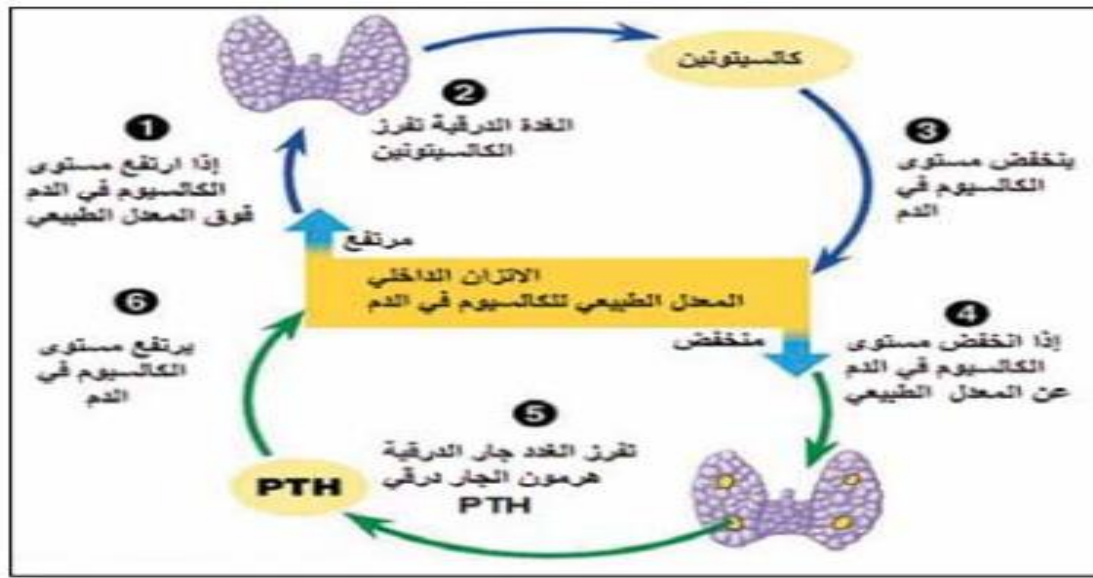 كالسيتونين
❷
الغدة الدرقية تفرز
الكالسيتونين
❶
إذا ارتفع مستوى
الكالسيوم في الدم
فوق المعدل الطبيعي
❸
ينخفض مستوى
الكالسيوم في
الدم
مرتفع
الاتزان الداخلي
المعدل الطبيعي للكالسيوم في الدم
منخفض
❹
إذا انخفض مستوى
الكالسيوم في الدم
عن المعدل الطبيعي
❻
يرتفع مستوى
الكالسيوم في
الدم
❺
تفرز الغدد جار الدرقية
هرمون الجار درقي
PTH
PTH